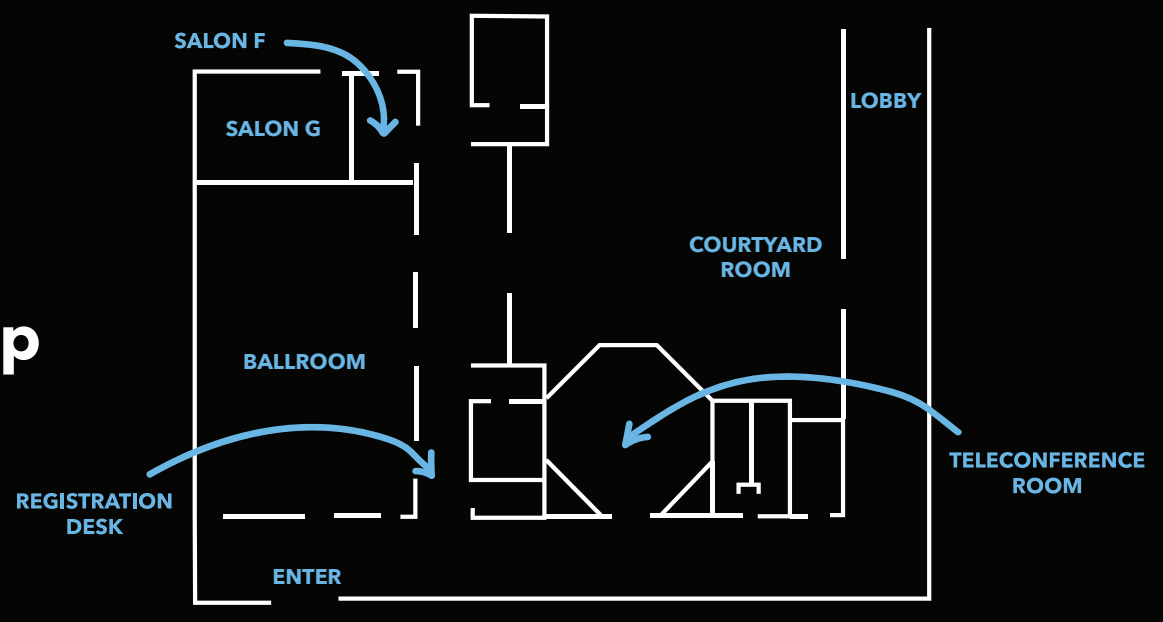 SALON F
LOBBY
SALON G
COURTYARD
ROOM
p
BALLROOM
TELECONFERENCE
ROOM
REGISTRATION
DESK
ENTER